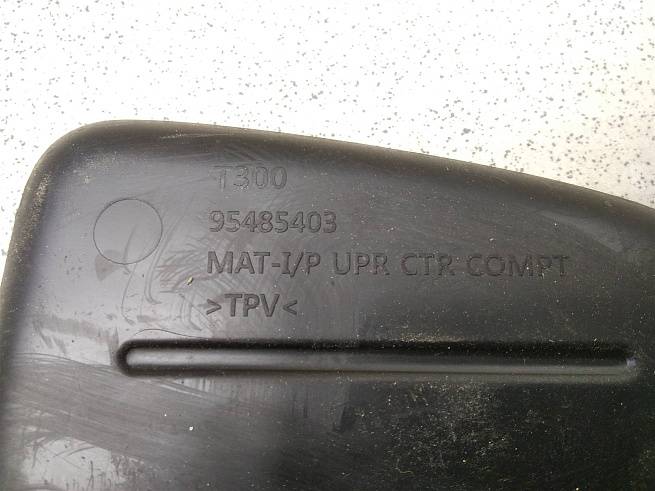 T300
95485403
MAT-I/P UPR CTR COMPT
>TPV<